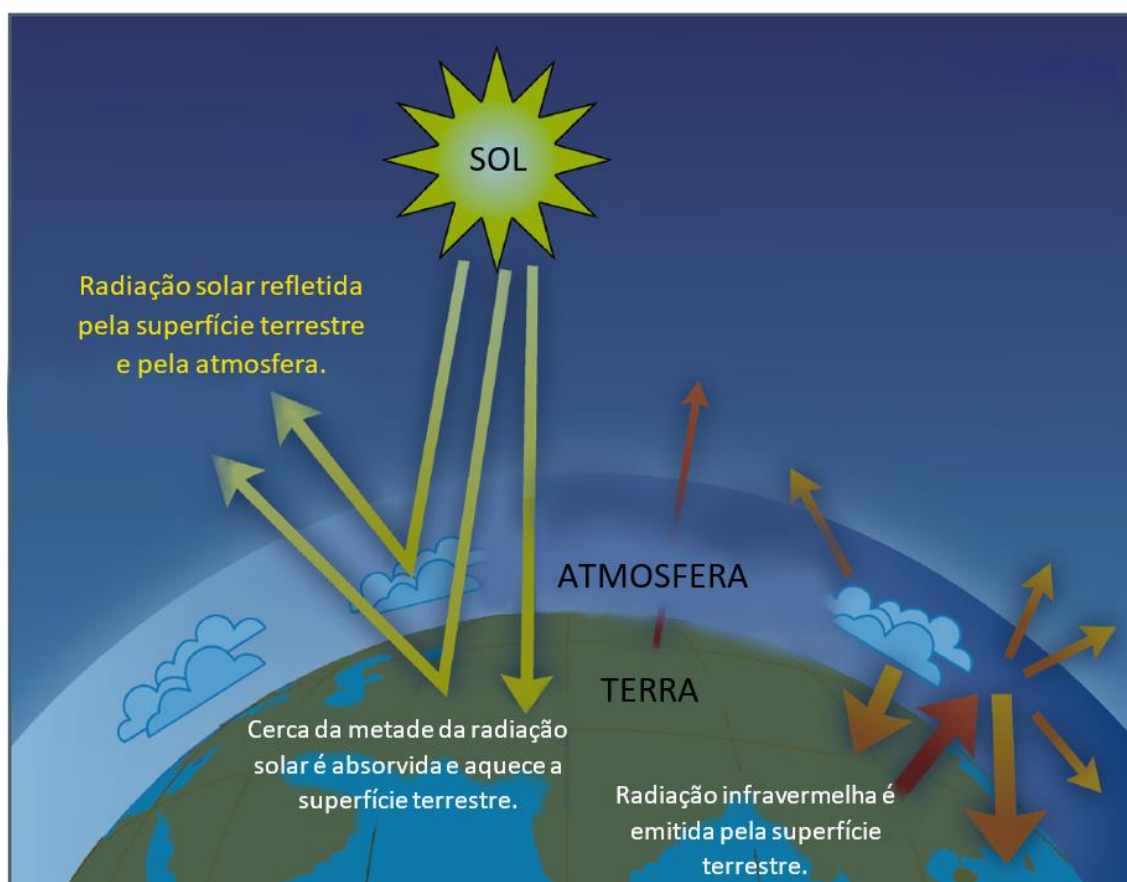 SOL
Radiação solar refletida
pela superfície terrestre
e pela atmosfera.
ATMOSFERA
TERRA
Cerca da metade da radiação
solar é absorvida e aquece a
superfície terrestre.
Radiação infravermelha é
emitida pela superfície
terrestre.